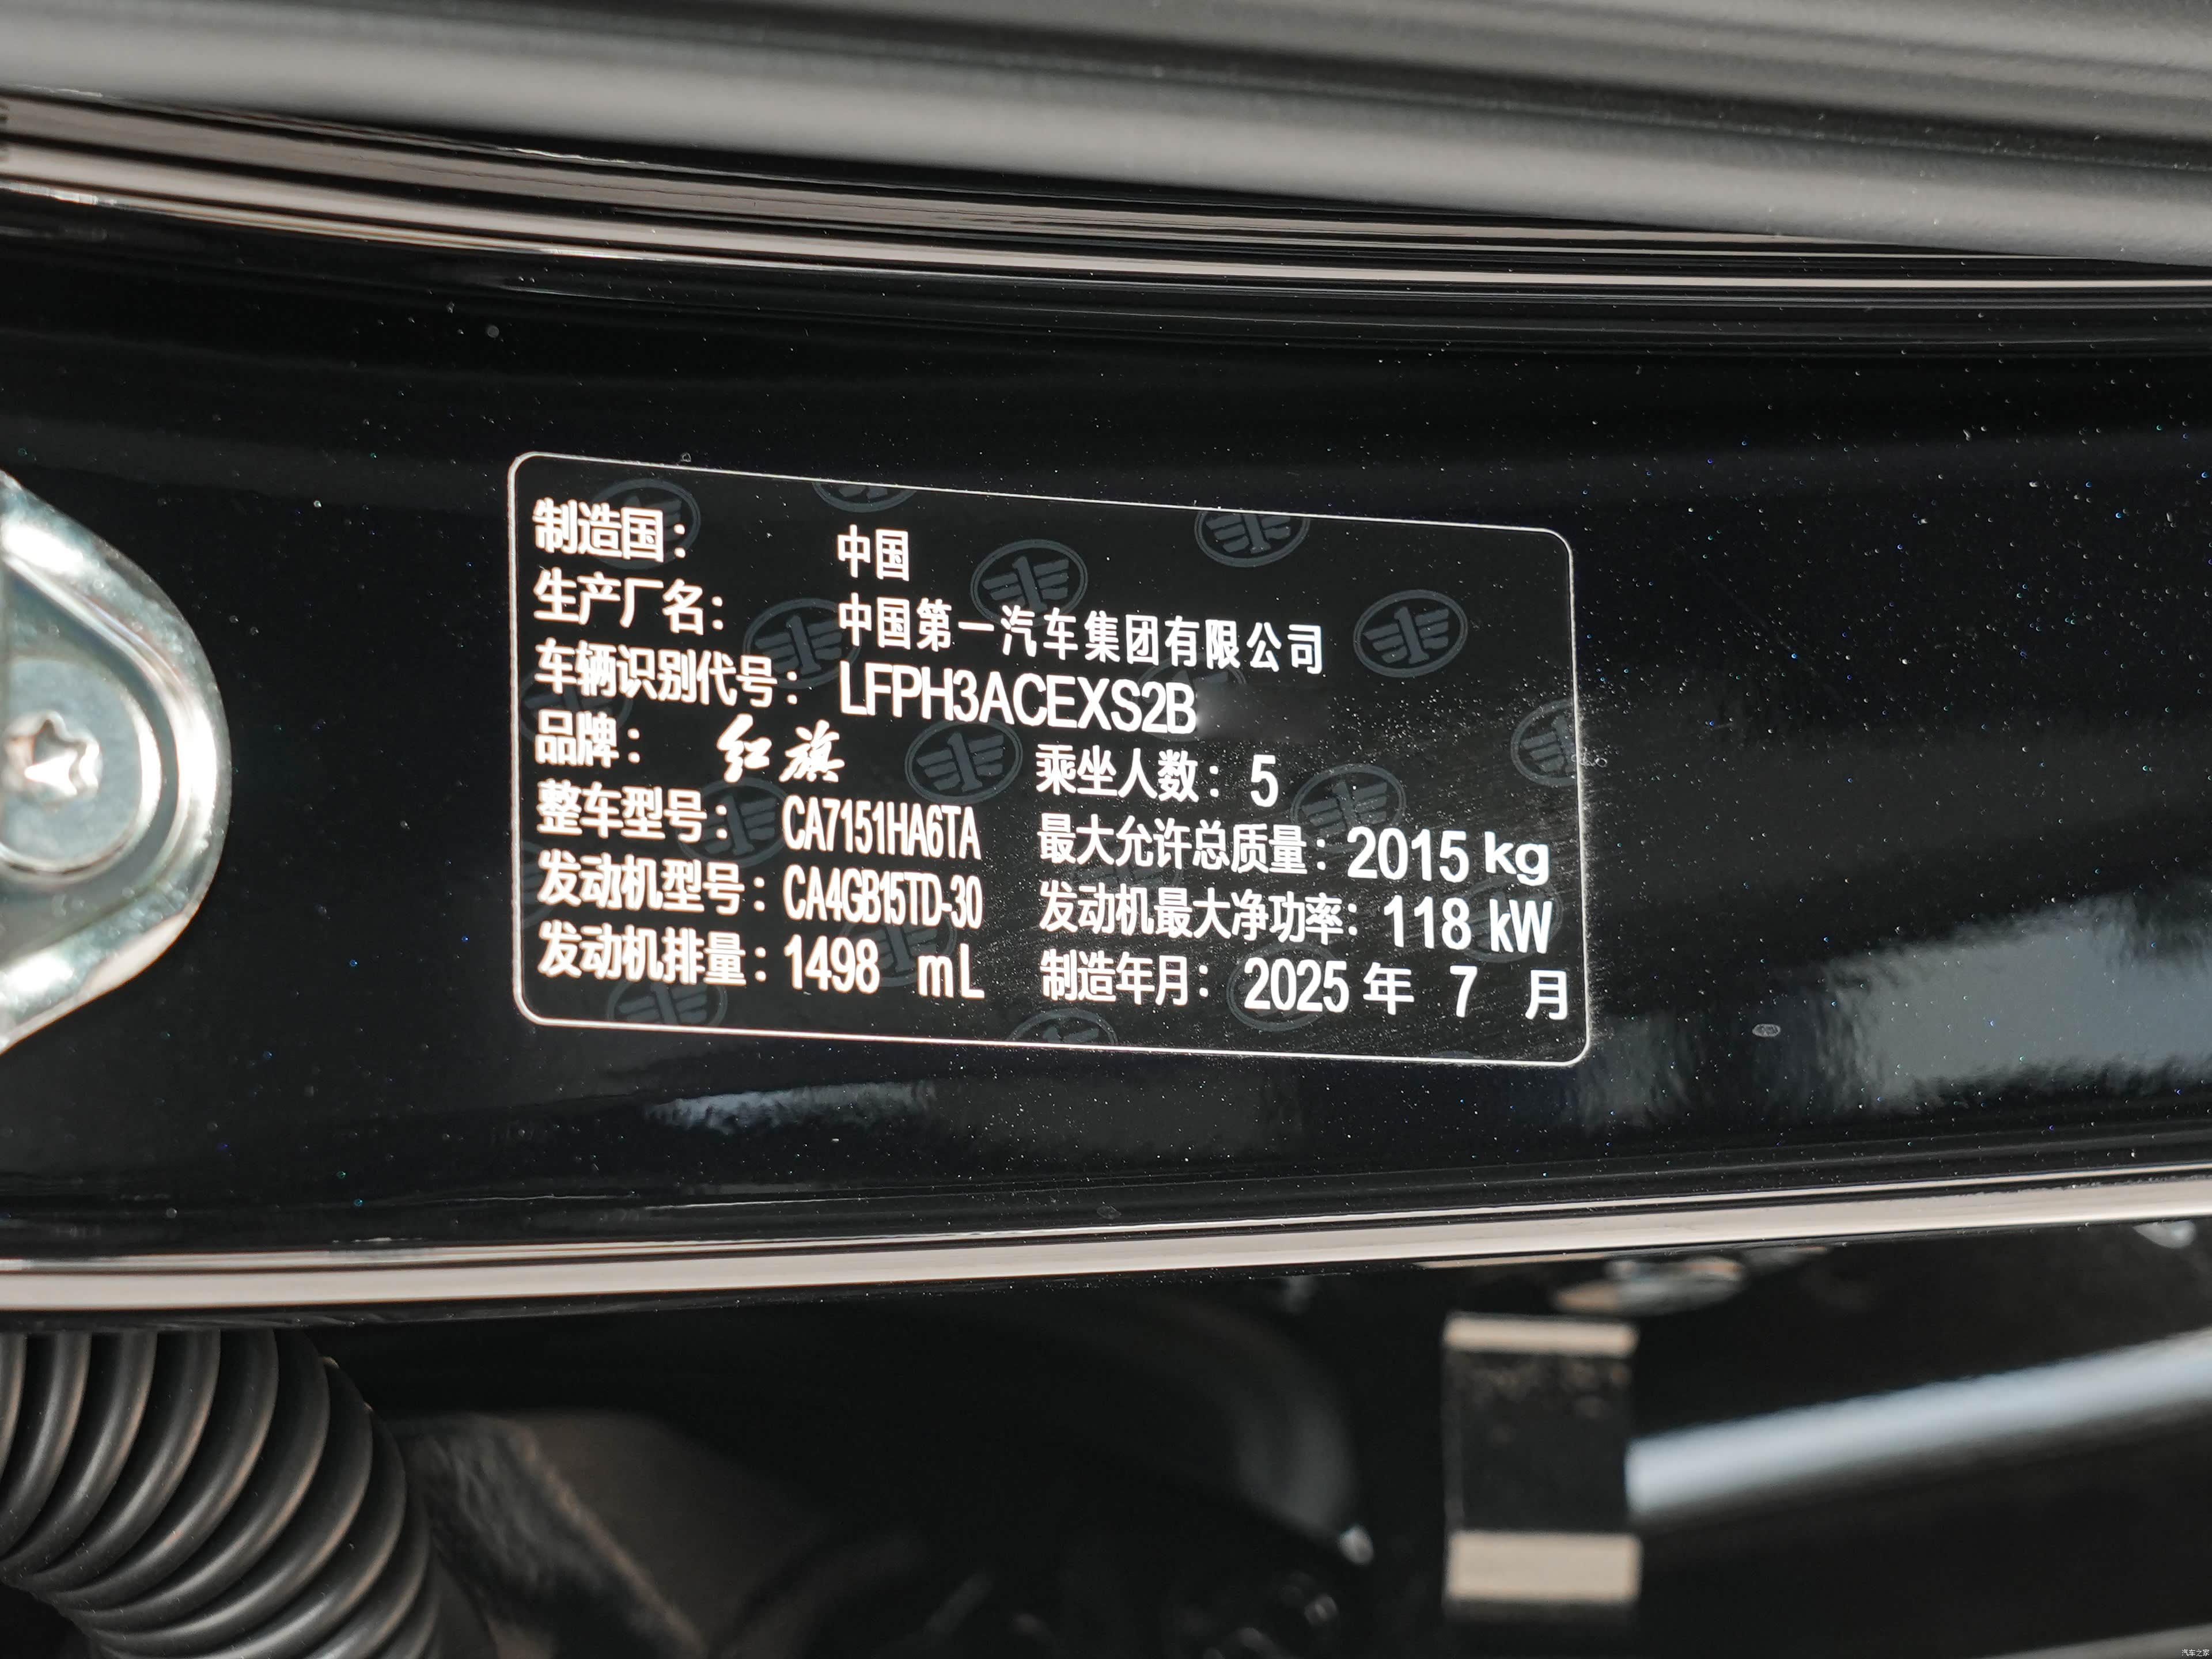 制造国： 中国
生产厂名： 中国第一汽车集团有限公司
车辆识别代号： LFPH3ACEXS2B
品牌： 红旗 乘坐人数： 5
整车型号： CA7151HA6TA 最大允许总质量： 2015 kg
发动机型号： CA4GB15TD-30 发动机最大净功率： 118 kW
发动机排量： 1498 mL 制造年月： 2025 年 7 月
汽车之家